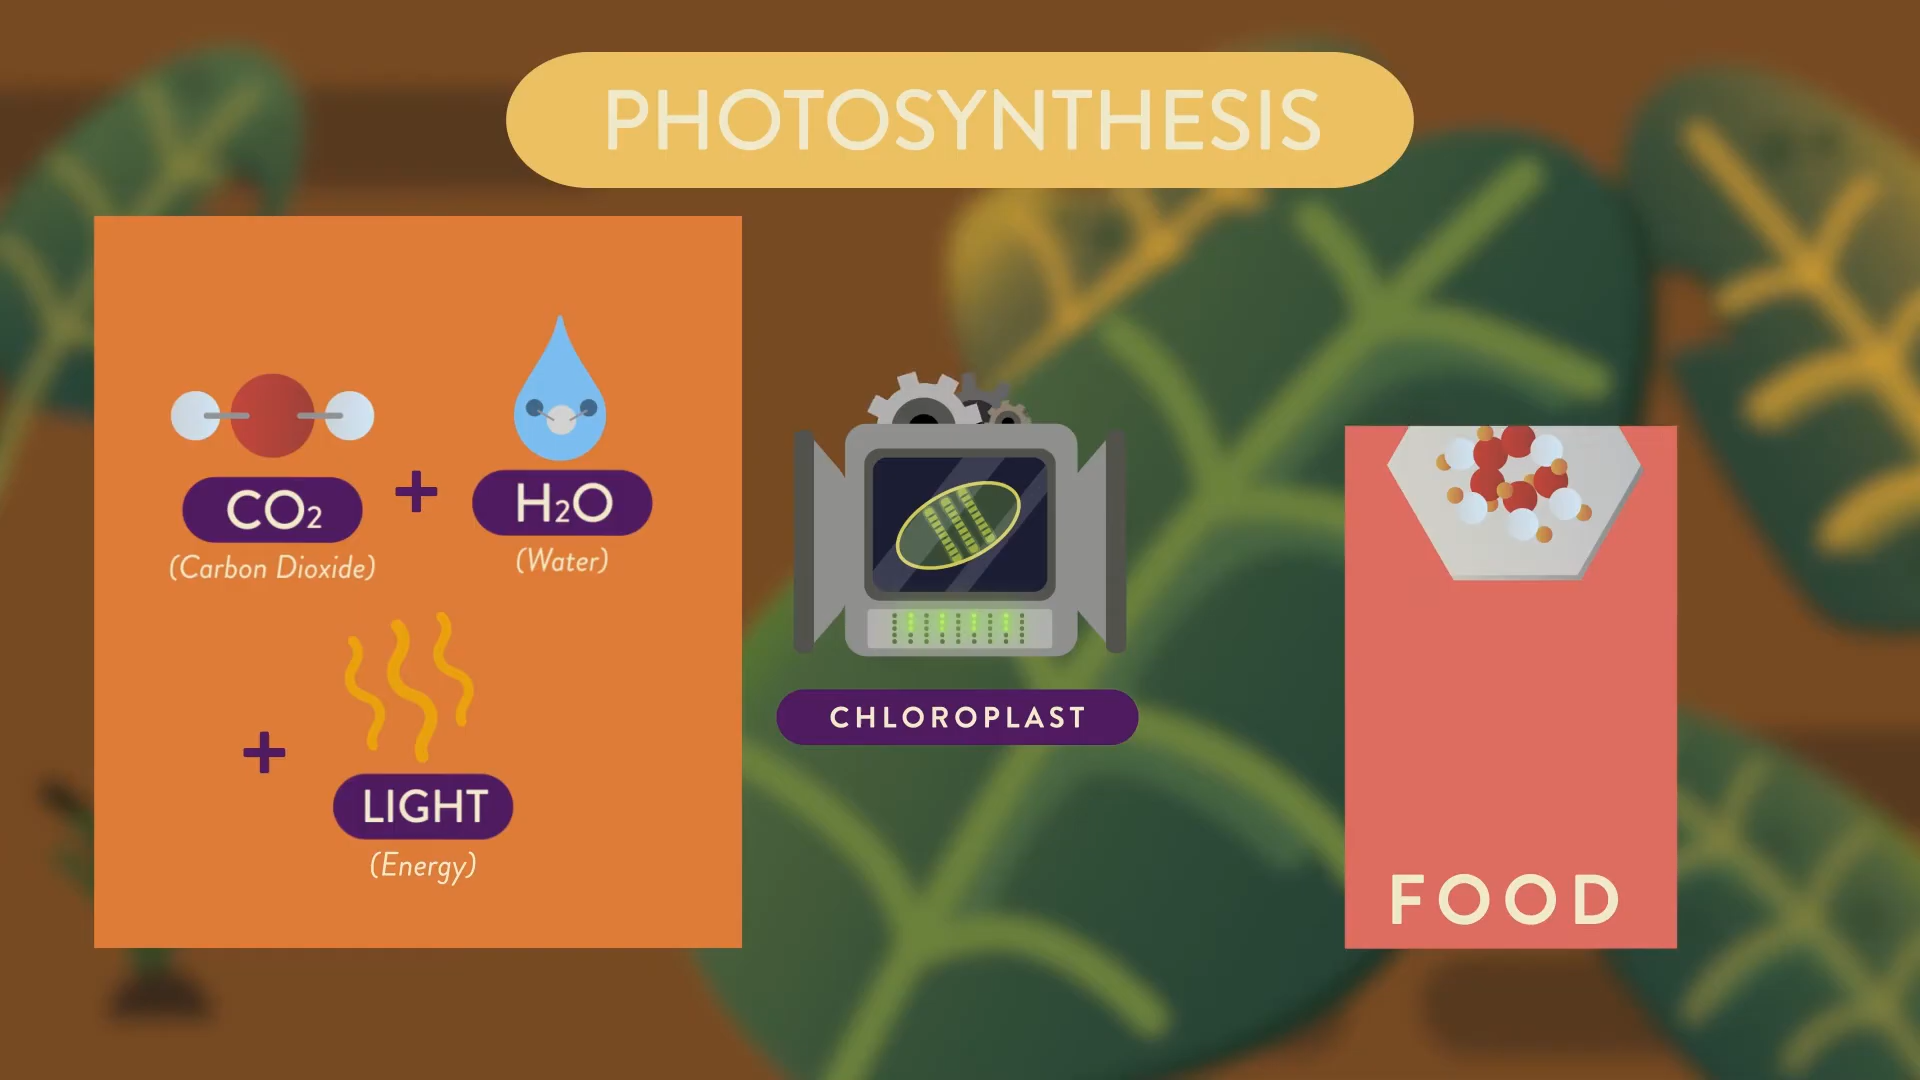 PHOTOSYNTHESIS
CO₂
(Carbon Dioxide)
+
H₂O
(Water)
+
LIGHT
(Energy)
CHLOROPLAST
FOOD